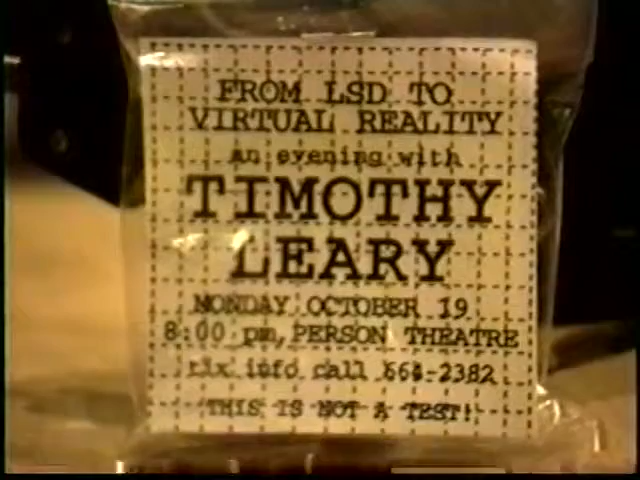 FROM LSD TO
VIRTUAL REALITY
an evening with
TIMOTHY
LEARY
MONDAY OCTOBER 19
8:00 pm, PERSON THEATRE
tix info call 664-2382
THIS IS NOT A TEST!